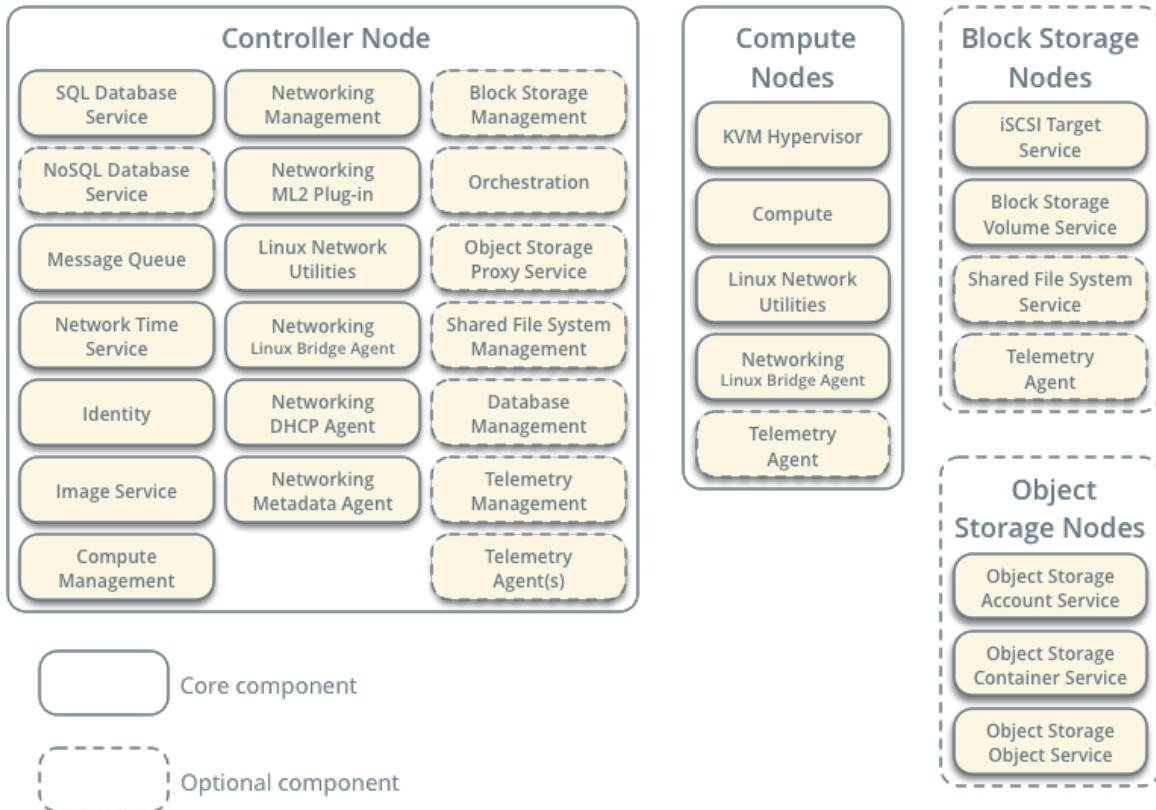 Controller Node
SQL Database
Service
NoSQL Database
Service
Message Queue
Network Time
Service
Identity
Image Service
Compute
Management
Networking
Management
Networking
ML2 Plug-in
Linux Network
Utilities
Networking
Linux Bridge Agent
Networking
DHCP Agent
Networking
Metadata Agent
Block Storage
Management
Orchestration
Object Storage
Proxy Service
Shared File System
Management
Database
Management
Telemetry
Management
Telemetry
Agent(s)
Compute
Nodes
KVM Hypervisor
Compute
Linux Network
Utilities
Networking
Linux Bridge Agent
Telemetry
Agent
Block Storage
Nodes
iSCSI Target
Service
Block Storage
Volume Service
Shared File System
Service
Telemetry
Agent
Object
Storage Nodes
Object Storage
Account Service
Object Storage
Container Service
Object Storage
Object Service
Core component
Optional component